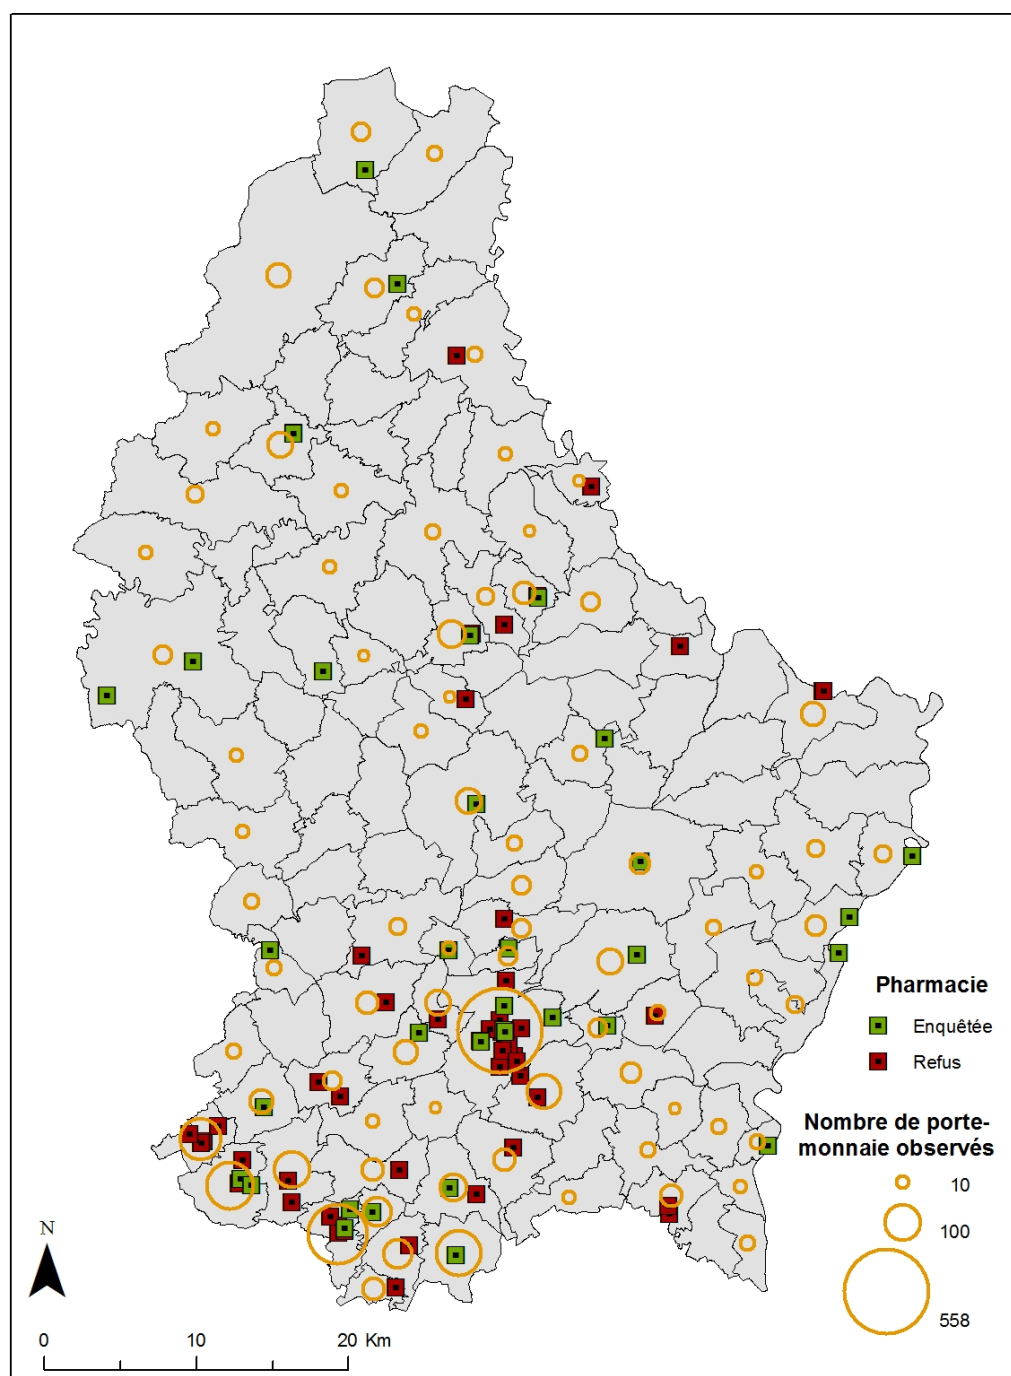 Pharmacie
Enquêtée
Refus
Nombre de porte-
monnaie observés
10
100
558
N
0 10 20 Km